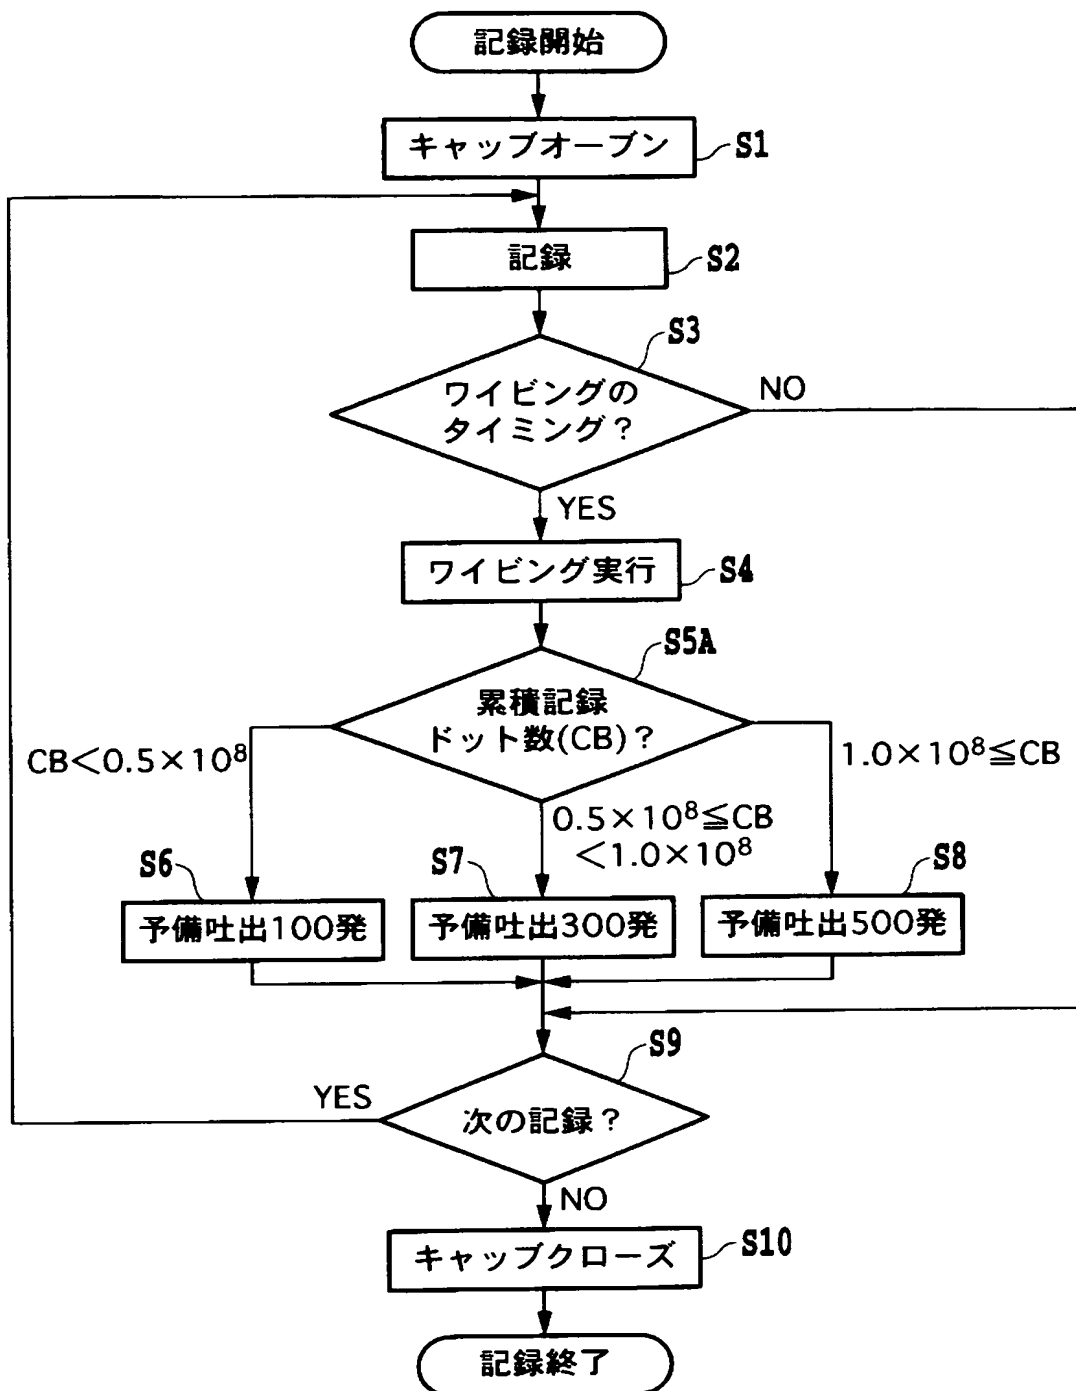 記録開始
キャップオープン
S1
記録
S2
S3
ワイピングの
タイミング？
NO
YES
ワイピング実行
S4
S5A
累積記録
ドット数(CB)？
CB＜0.5×10⁸
0.5×10⁸≦CB
＜1.0×10⁸
1.0×10⁸≦CB
S6
S7
S8
予備吐出100発
予備吐出300発
予備吐出500発
S9
YES
次の記録？
NO
キャップクローズ
S10
記録終了